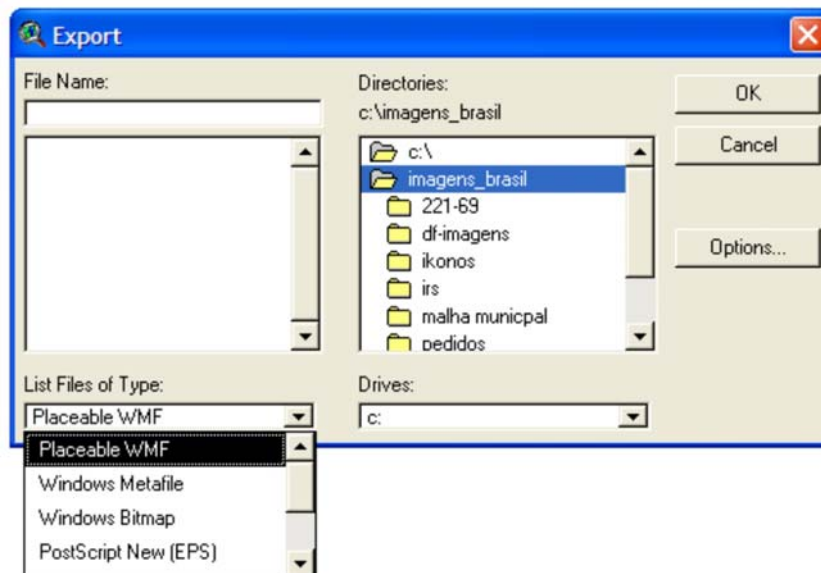 Export
File Name:
Directories:
c:\imagens_brasil
OK
Cancel
c:\
imagens_brasil
221-69
df-imagens
ikonos
irs
malha municpal
pedidos
Options...
List Files of Type:
Drives:
Placeable WMF
c:
Placeable WMF
Windows Metafile
Windows Bitmap
PostScript New (EPS)